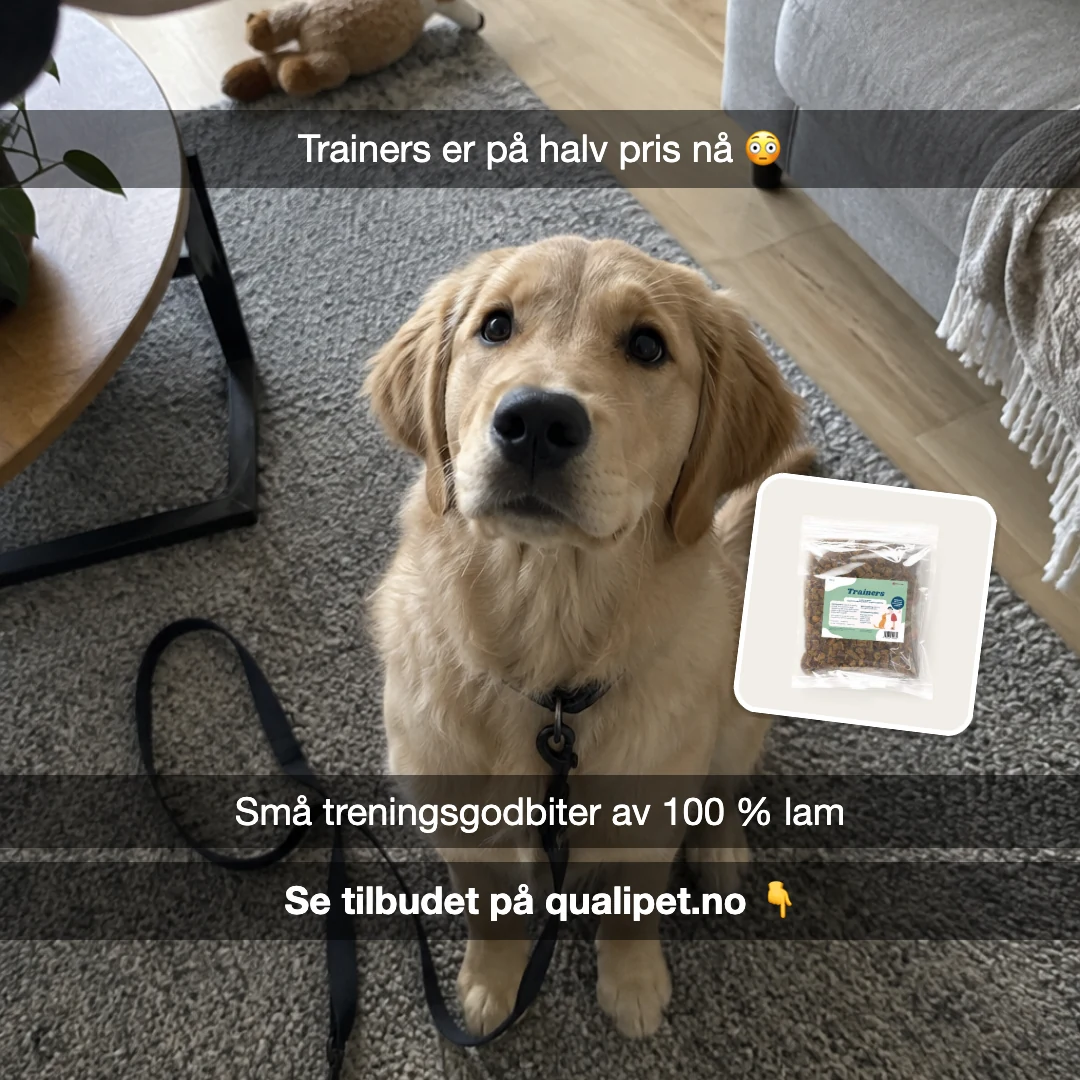 Trainers er på halv pris nå 😳
Trainers
Små treningsgodbiter av 100 % lam
Se tilbudet på qualipet.no 👇